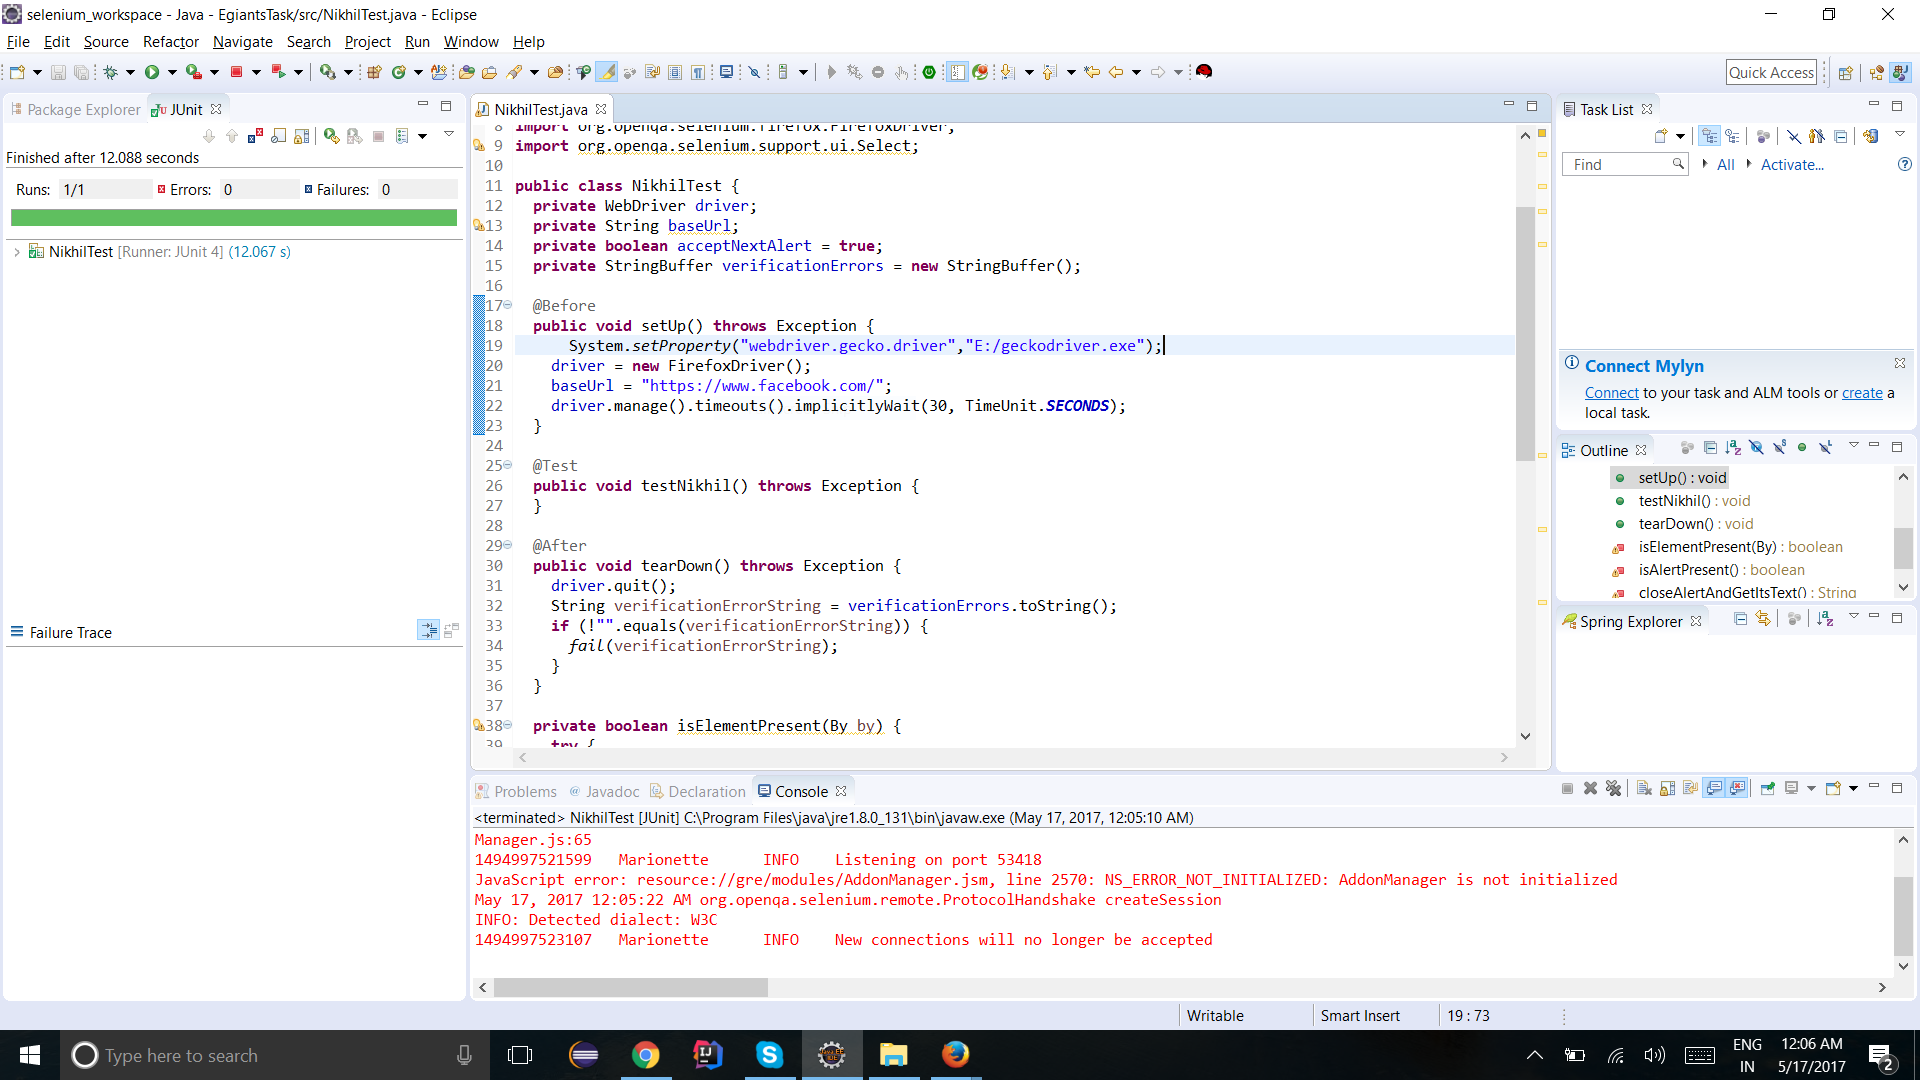 selenium_workspace - Java - EgiantsTask/src/NikhilTest.java - Eclipse
File Edit Source Refactor Navigate Search Project Run Window Help
Quick Access
Package Explorer JUnit
Finished after 12.088 seconds
Runs: 1/1 Errors: 0 Failures: 0
NikhilTest [Runner: JUnit 4] (12.067 s)
Failure Trace
NikhilTest.java
8 import org.openqa.selenium.firefox.FirefoxDriver;
9 import org.openqa.selenium.support.ui.Select;
10
11 public class NikhilTest {
12 private WebDriver driver;
13 private String baseUrl;
14 private boolean acceptNextAlert = true;
15 private StringBuffer verificationErrors = new StringBuffer();
16
17 @Before
18 public void setUp() throws Exception {
19 System.setProperty("webdriver.gecko.driver","E:/geckodriver.exe");
20 driver = new FirefoxDriver();
21 baseUrl = "https://www.facebook.com/";
22 driver.manage().timeouts().implicitlyWait(30, TimeUnit.SECONDS);
23 }
24
25 @Test
26 public void testNikhil() throws Exception {
27 }
28
29 @After
30 public void tearDown() throws Exception {
31 driver.quit();
32 String verificationErrorString = verificationErrors.toString();
33 if (!"".equals(verificationErrorString)) {
34 fail(verificationErrorString);
35 }
36 }
37
38 private boolean isElementPresent(By by) {
39 try {
Task List
Find All Activate...
Connect Mylyn
Connect to your task and ALM tools or create a
local task.
Outline
setUp() : void
testNikhil() : void
tearDown() : void
isElementPresent(By) : boolean
isAlertPresent() : boolean
closeAlertAndGetItsText() : String
Spring Explorer
Problems @ Javadoc Declaration Console
<terminated> NikhilTest [JUnit] C:\Program Files\java\jre1.8.0_131\bin\javaw.exe (May 17, 2017, 12:05:10 AM)
Manager.js:65
1494997521599 Marionette INFO Listening on port 53418
JavaScript error: resource://gre/modules/AddonManager.jsm, line 2570: NS_ERROR_NOT_INITIALIZED: AddonManager is not initialized
May 17, 2017 12:05:22 AM org.openqa.selenium.remote.ProtocolHandshake createSession
INFO: Detected dialect: W3C
1494997523107 Marionette INFO New connections will no longer be accepted
Writable Smart Insert 19 : 73
Type here to search
ENG
IN
12:06 AM
5/17/2017
2